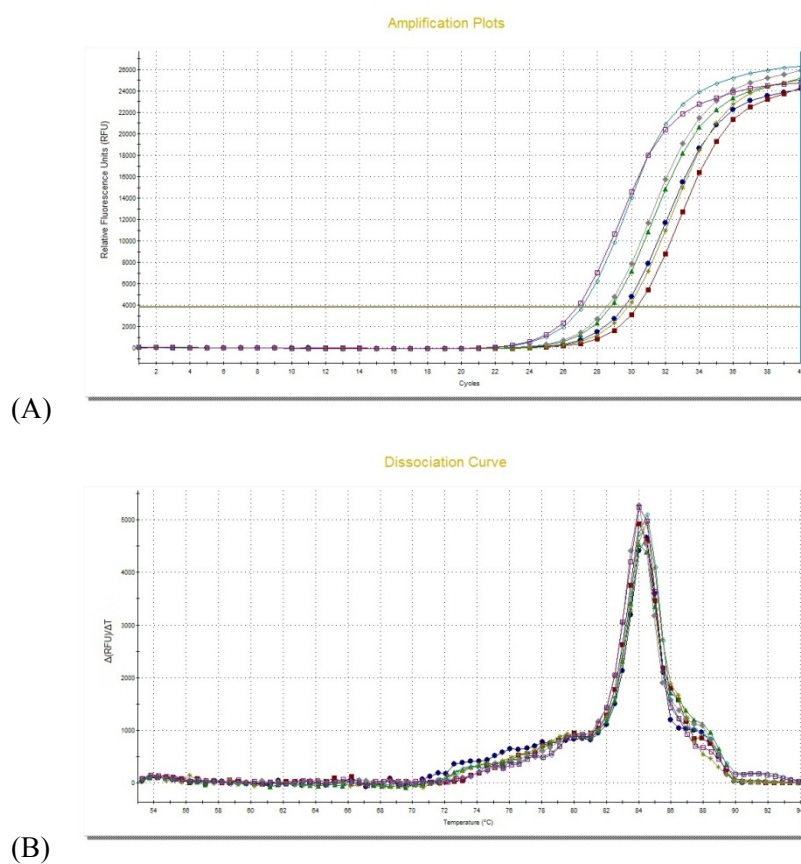 Amplification Plots
Relative Fluorescence Units (RFU)
26000
24000
22000
20000
18000
16000
14000
12000
10000
8000
6000
4000
2000
0
2 4 6 8 10 12 14 16 18 20 22 24 26 28 30 32 34 36 38 40
Cycles
(A)
Dissociation Curve
Δ(RFU)/ΔT
5000
4000
3000
2000
1000
0
54 56 58 60 62 64 66 68 70 72 74 76 78 80 82 84 86 88 90 92 94
Temperature (ºC)
(B)